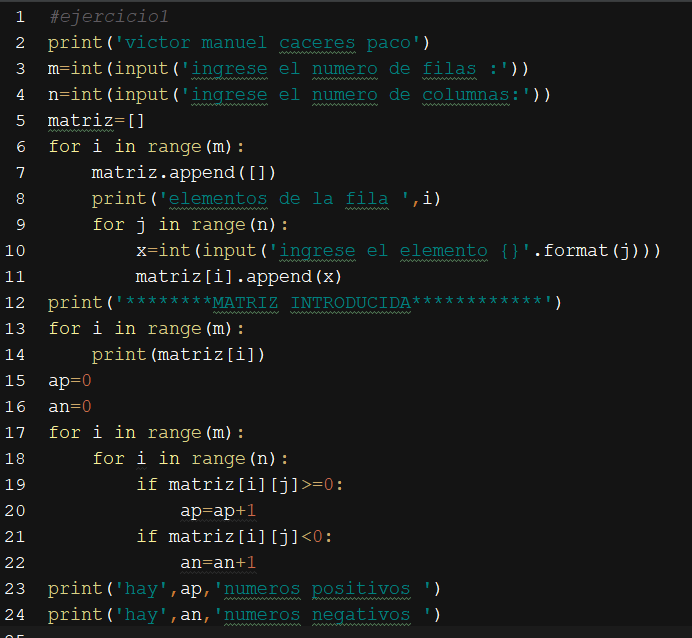 1 #ejercicio1
2 print('victor manuel caceres paco')
3 m=int(input('ingrese el numero de filas :'))
4 n=int(input('ingrese el numero de columnas:'))
5 matriz=[]
6 for i in range(m):
7     matriz.append([])
8     print('elementos de la fila ',i)
9     for j in range(n):
10         x=int(input('ingrese el elemento {}'.format(j)))
11         matriz[i].append(x)
12 print('********MATRIZ INTRODUCIDA************')
13 for i in range(m):
14     print(matriz[i])
15 ap=0
16 an=0
17 for i in range(m):
18     for i in range(n):
19         if matriz[i][j]>=0:
20             ap=ap+1
21         if matriz[i][j]<0:
22             an=an+1
23 print('hay',ap,'numeros positivos ')
24 print('hay',an,'numeros negativos ')